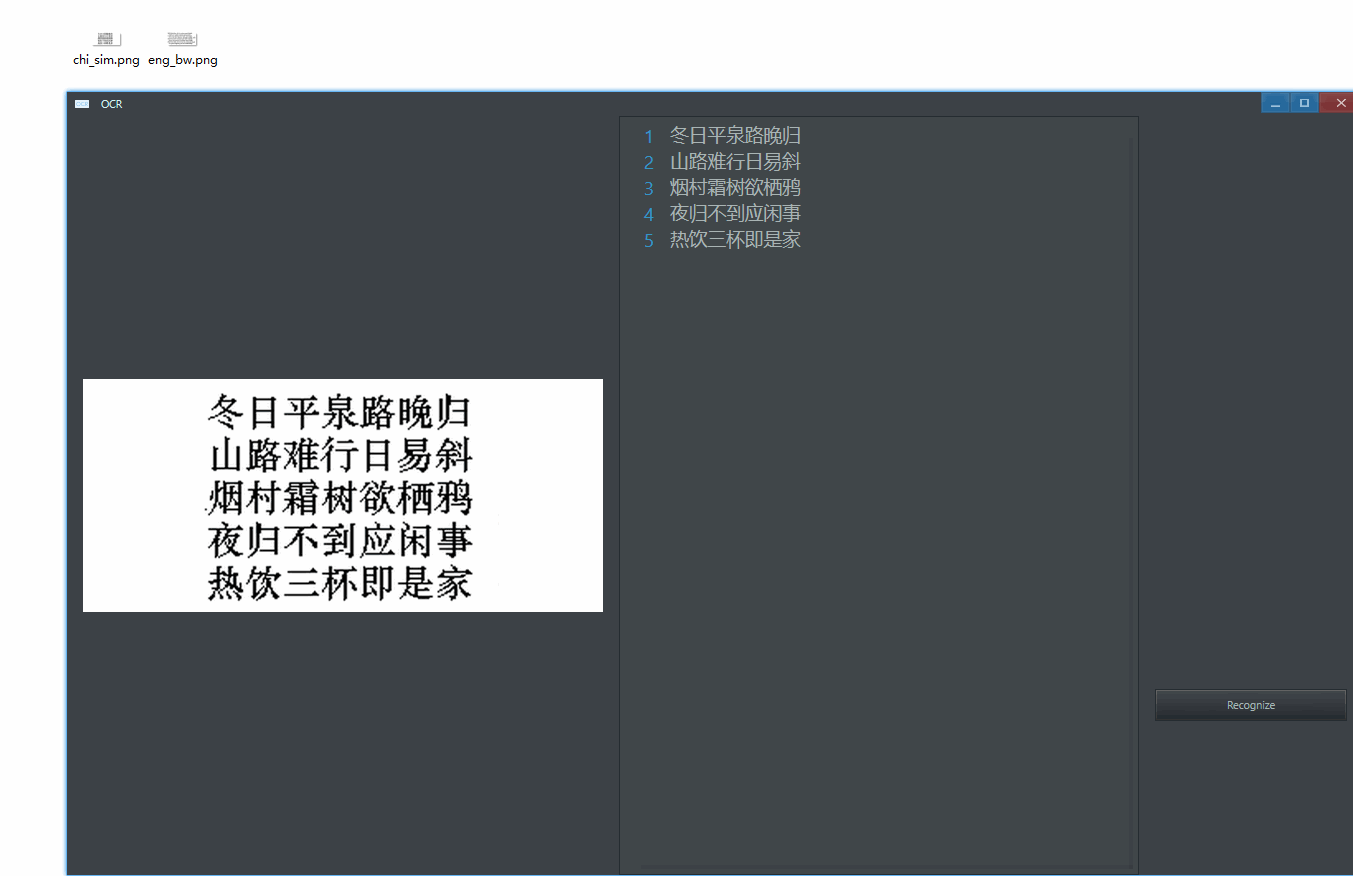 chi_sim.png eng_bw.png
OCR
1 冬日平泉路晚归
2 山路难行日易斜
3 烟村霜树欲栖鸦
4 夜归不到应闲事
5 热饮三杯即是家
冬日平泉路晚归
山路难行日易斜
烟村霜树欲栖鸦
夜归不到应闲事
热饮三杯即是家
Recognize